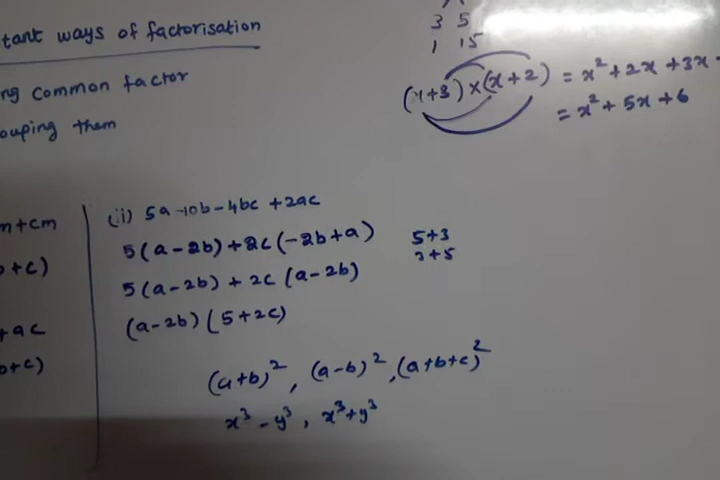 tant ways of factorisation
ng common factor
ouping them
3 5
1 15
(x+3)×(x+2) = x²+2x+3x+
= x²+5x+6
m+cm
+c)
+ac
+c)
(ii) 5a-10b-4bc+2ac
5(a-2b)+2c(-2b+a)
5(a-2b)+2c(a-2b)
(a-2b)(5+2c)
5+3
3+5
(a+b)², (a-b)², (a+b+c)²
x³-y³, x³+y³